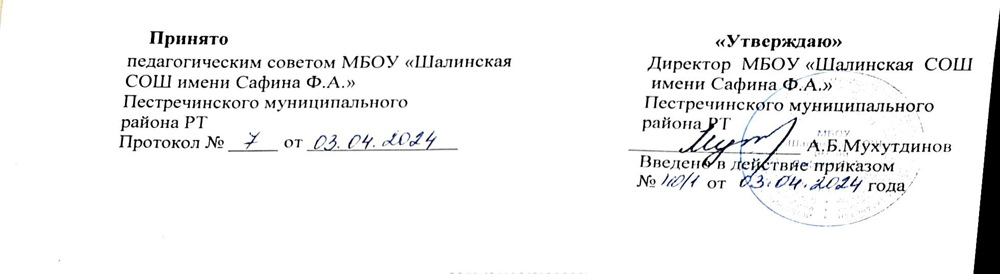 Принято
педагогическим советом МБОУ «Шалинская
СОШ имени Сафина Ф.А.»
Пестречинского муниципального
района РТ
Протокол № 7 от 03.04.2024
«Утверждаю»
Директор МБОУ «Шалинская СОШ
имени Сафина Ф.А.»
Пестречинского муниципального
района РТ
А.Б.Мухутдинов
Введено в действие приказом
№ 110/1 от 03.04.2024 года
МБОУ